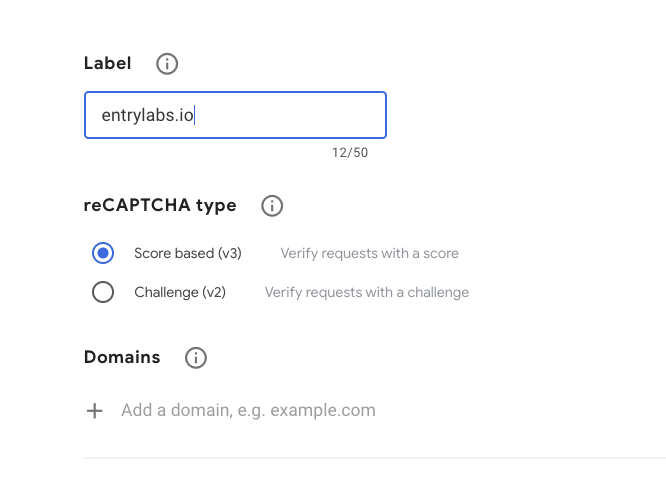 Label
entrylabs.io
12/50
reCAPTCHA type
Score based (v3) Verify requests with a score
Challenge (v2) Verify requests with a challenge
Domains
Add a domain, e.g. example.com